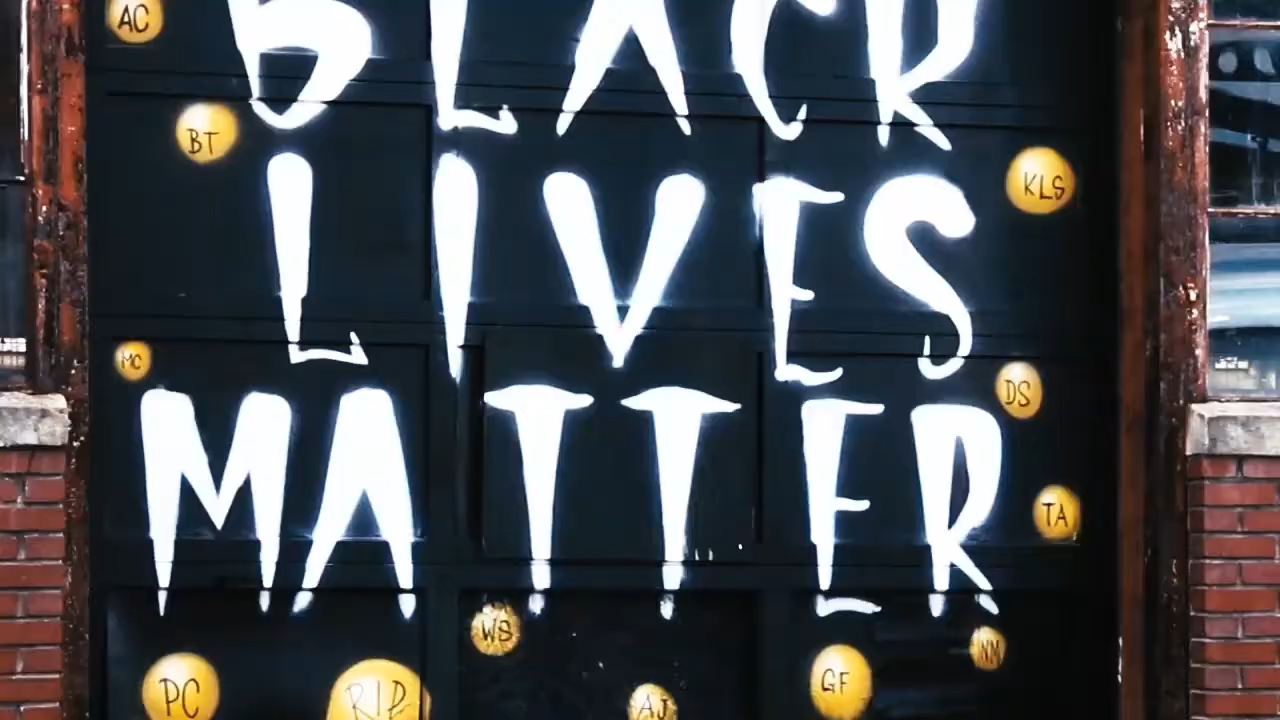 AC
BLACK
BT
KLS
LIVES
MC
DS
MATTER
TA
WS
NM
PC
RIP
GF
AJ